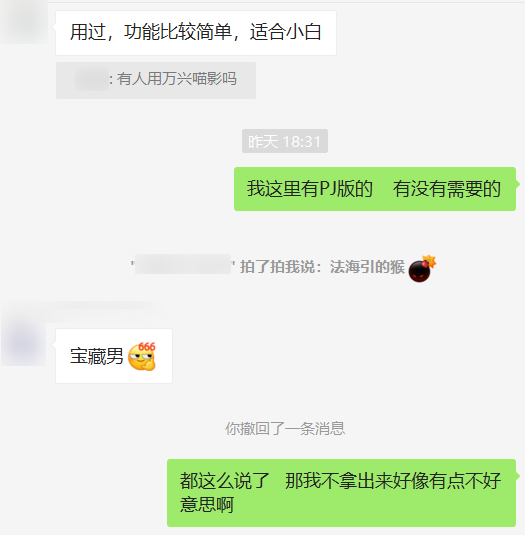 用过，功能比较简单，适合小白
: 有人用万兴喵影吗
昨天 18:31
我这里有PJ版的 有没有需要的
"" 拍了拍我说：法海引的猴
宝藏男 666
你撤回了一条消息
都这么说了 那我不拿出来好像有点不好
意思啊